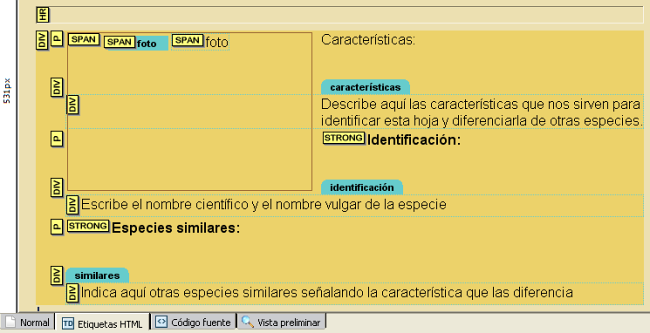 HR
DIV P SPAN SPAN foto SPAN foto Características:
531px
DIV características
DIV Describe aquí las características que nos sirven para
identificar esta hoja y diferenciarla de otras especies.
P STRONG Identificación:
DIV identificación
DIV Escribe el nombre científico y el nombre vulgar de la especie
P STRONG Especies similares:
DIV similares
DIV Indica aquí otras especies similares señalando la característica que las diferencia
Normal TD Etiquetas HTML Código fuente Vista preliminar